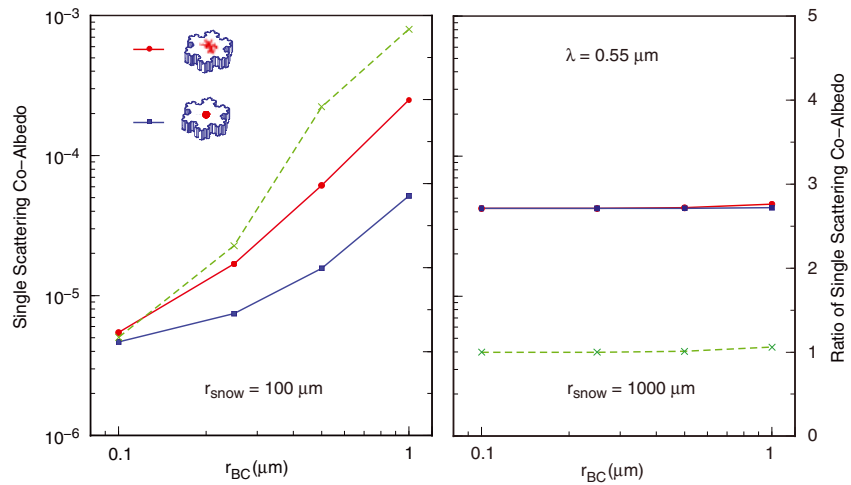 Single Scattering Co–Albedo
10⁻³
10⁻⁴
10⁻⁵
10⁻⁶
0.1
1
r_BC(μm)
r_snow = 100 μm
λ = 0.55 μm
r_snow = 1000 μm
0.1
1
r_BC(μm)
5
4
3
2
1
0
Ratio of Single Scattering Co–Albedo